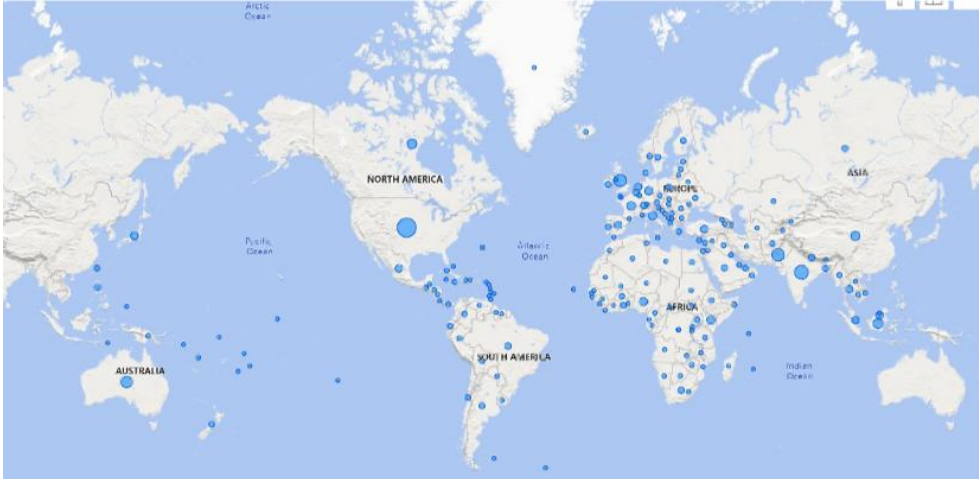 Arctic
Ocean
NORTH AMERICA
ASIA
EUROPE
Pacific
Ocean
Atlantic
Ocean
AFRICA
SOUTH AMERICA
AUSTRALIA
Indian
Ocean